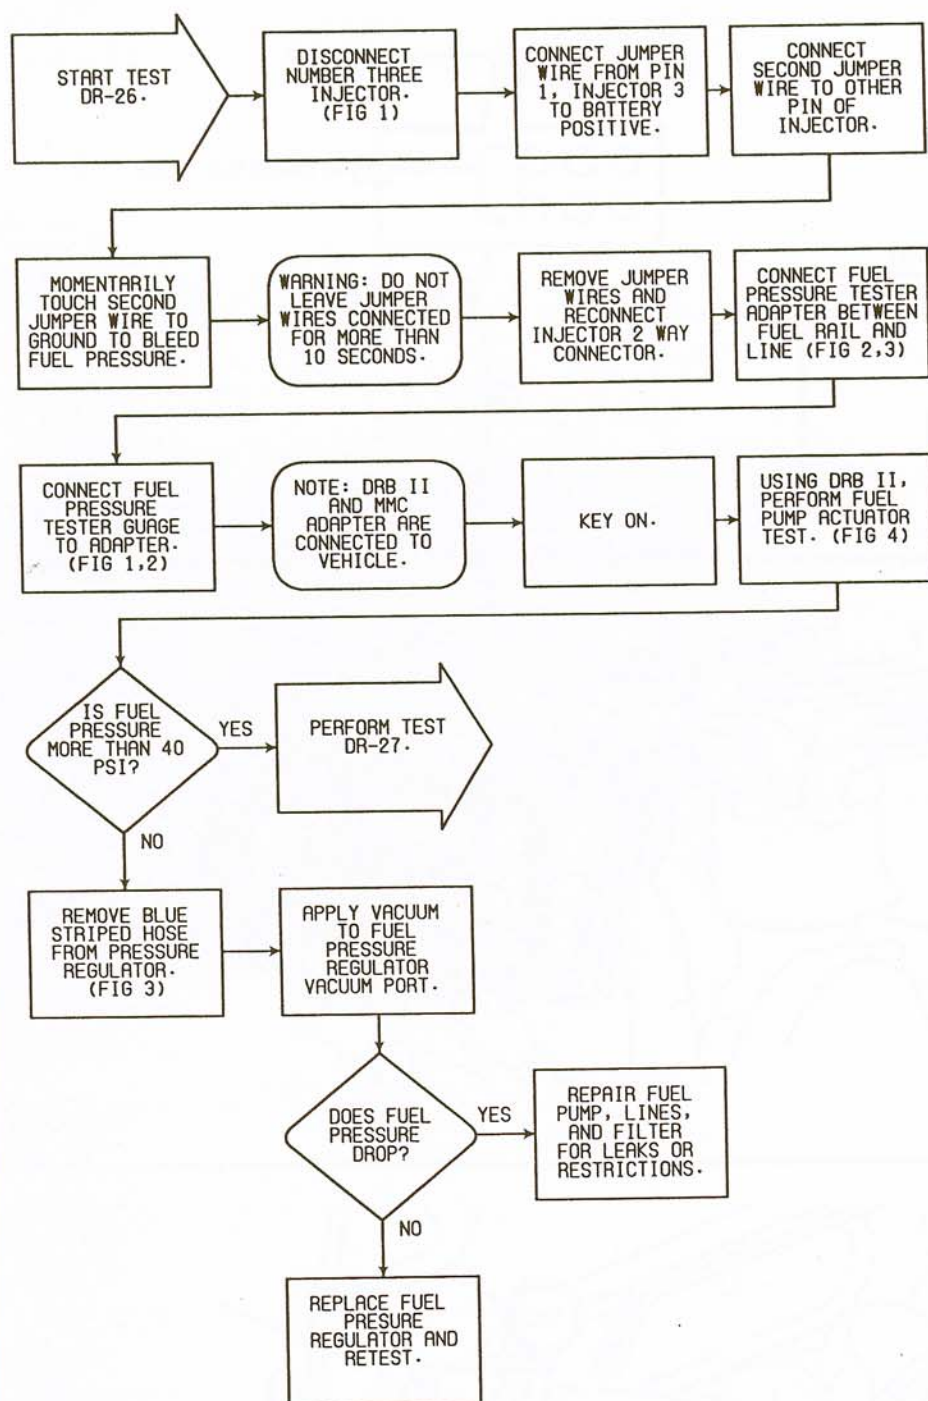 START TEST
DR-26.
DISCONNECT
NUMBER THREE
INJECTOR.
(FIG 1)
CONNECT JUMPER
WIRE FROM PIN
1, INJECTOR 3
TO BATTERY
POSITIVE.
CONNECT
SECOND JUMPER
WIRE TO OTHER
PIN OF
INJECTOR.
MOMENTARILY
TOUCH SECOND
JUMPER WIRE TO
GROUND TO BLEED
FUEL PRESSURE.
WARNING: DO NOT
LEAVE JUMPER
WIRES CONNECTED
FOR MORE THAN
10 SECONDS.
REMOVE JUMPER
WIRES AND
RECONNECT
INJECTOR 2 WAY
CONNECTOR.
CONNECT FUEL
PRESSURE TESTER
ADAPTER BETWEEN
FUEL RAIL AND
LINE (FIG 2,3)
CONNECT FUEL
PRESSURE
TESTER GUAGE
TO ADAPTER.
(FIG 1,2)
NOTE: DRB II
AND MMC
ADAPTER ARE
CONNECTED TO
VEHICLE.
KEY ON.
USING DRB II,
PERFORM FUEL
PUMP ACTUATOR
TEST. (FIG 4)
IS FUEL
PRESSURE
MORE THAN 40
PSI?
YES
PERFORM TEST
DR-27.
NO
REMOVE BLUE
STRIPED HOSE
FROM PRESSURE
REGULATOR.
(FIG 3)
APPLY VACUUM
TO FUEL
PRESSURE
REGULATOR
VACUUM PORT.
DOES FUEL
PRESSURE
DROP?
YES
REPAIR FUEL
PUMP, LINES,
AND FILTER
FOR LEAKS OR
RESTRICTIONS.
NO
REPLACE FUEL
PRESURE
REGULATOR AND
RETEST.